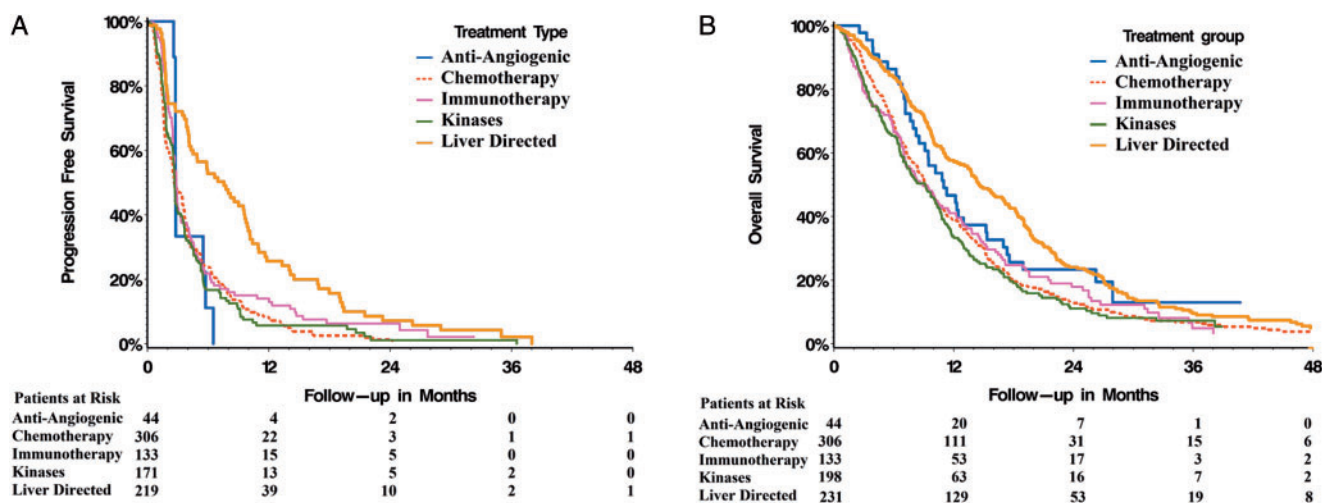 A
100%
80%
60%
40%
20%
0%
Progression Free Survival
Treatment Type
Anti-Angiogenic
Chemotherapy
Immunotherapy
Kinases
Liver Directed
0 12 24 36 48
Follow-up in Months
Patients at Risk
Anti-Angiogenic 44 4 2 0 0
Chemotherapy 306 22 3 1 1
Immunotherapy 133 15 5 0 0
Kinases 171 13 5 2 0
Liver Directed 219 39 10 2 1
B
100%
80%
60%
40%
20%
0%
Overall Survival
Treatment group
Anti-Angiogenic
Chemotherapy
Immunotherapy
Kinases
Liver Directed
0 12 24 36 48
Follow-up in Months
Patients at Risk
Anti-Angiogenic 44 20 7 1 0
Chemotherapy 306 111 31 15 6
Immunotherapy 133 53 17 3 2
Kinases 198 63 16 7 2
Liver Directed 231 129 53 19 8